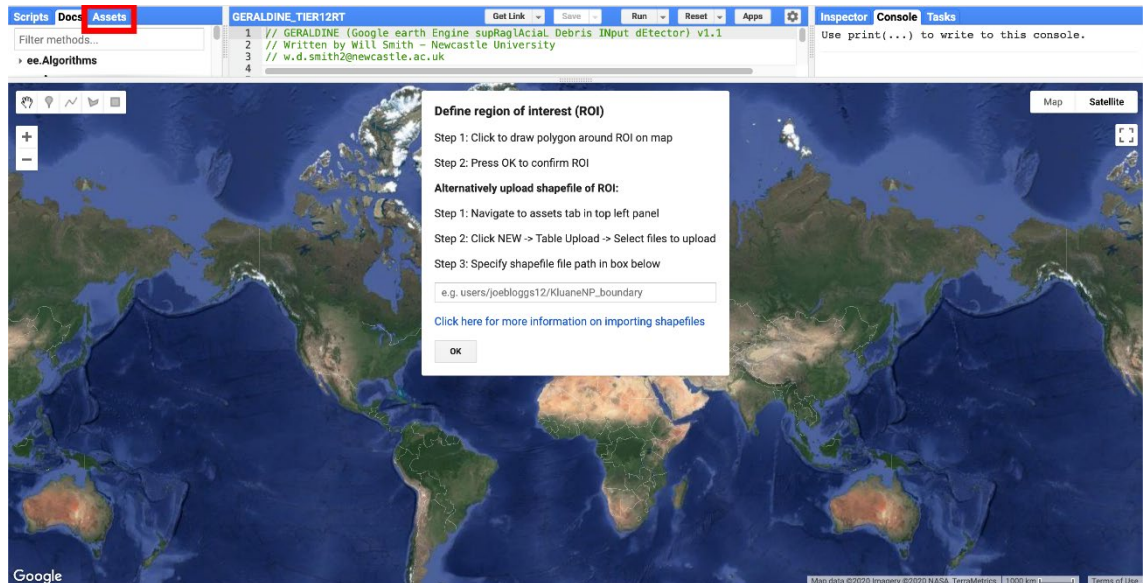 Scripts Docs Assets
Filter methods...
ee.Algorithms
GERALDINE_TIER12RT
Get Link Save Run Reset Apps
1 // GERALDINE (Google earth Engine supRaglAciaL Debris INput dEtector) v1.1
2 // Written by Will Smith – Newcastle University
3 // w.d.smith2@newcastle.ac.uk
4
Inspector Console Tasks
Use print(...) to write to this console.
Map Satellite
+
−
Define region of interest (ROI)
Step 1: Click to draw polygon around ROI on map
Step 2: Press OK to confirm ROI
Alternatively upload shapefile of ROI:
Step 1: Navigate to assets tab in top left panel
Step 2: Click NEW -> Table Upload -> Select files to upload
Step 3: Specify shapefile file path in box below
e.g. users/joebloggs12/KluaneNP_boundary
Click here for more information on importing shapefiles
OK
Google
Map data ©2020 Imagery ©2020 NASA, TerraMetrics 1000 km Terms of Use